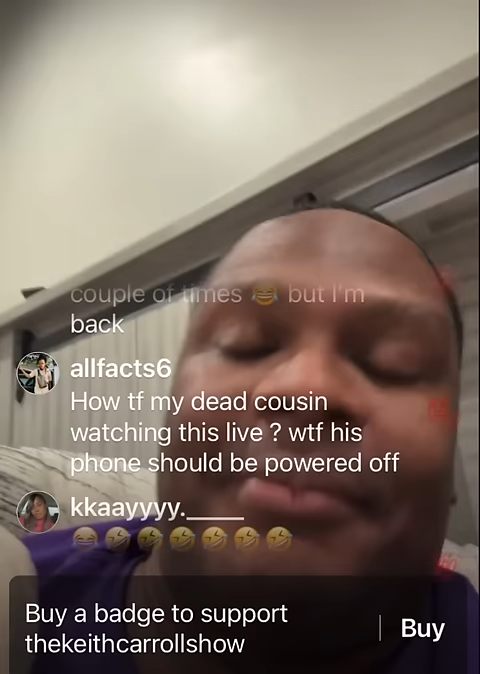 couple of times 😂 but I'm
back
allfacts6
How tf my dead cousin
watching this live ? wtf his
phone should be powered off
kkaayyyy._____
😂🤣🤣🤣🤣🤣🤣
Buy a badge to support
thekeithcarrollshow
Buy